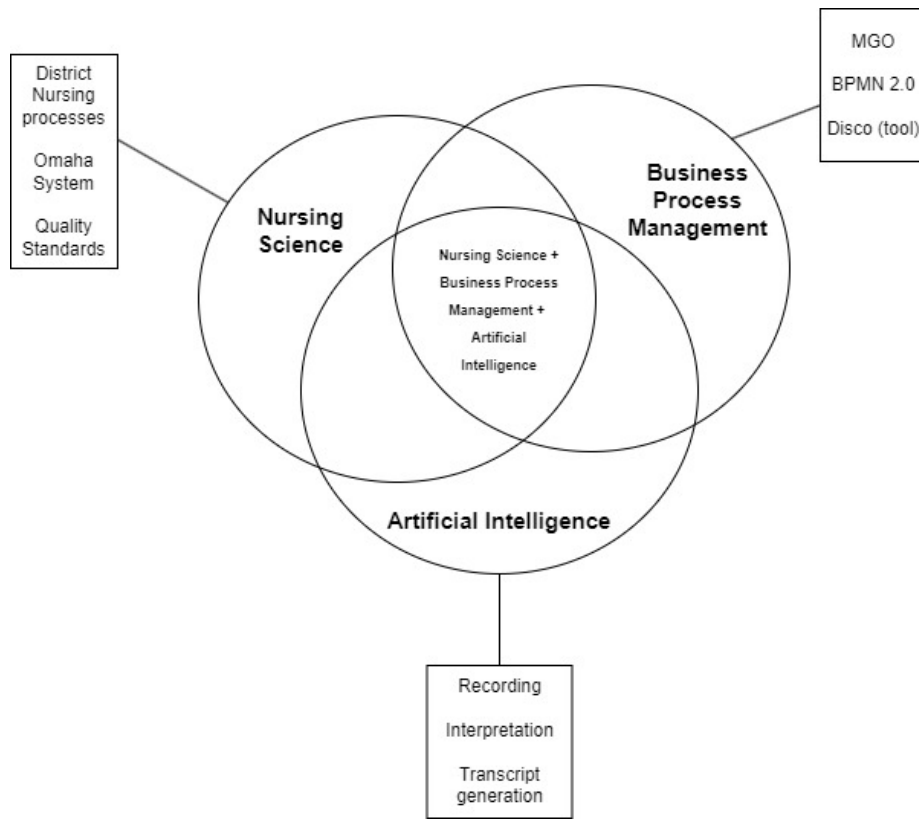 MGO
BPMN 2.0
Disco (tool)
District
Nursing
processes
Omaha
System
Quality
Standards
Business
Process
Management
Nursing
Science
Nursing Science +
Business Process
Management +
Artificial
Intelligence
Artificial Intelligence
Recording
Interpretation
Transcript
generation